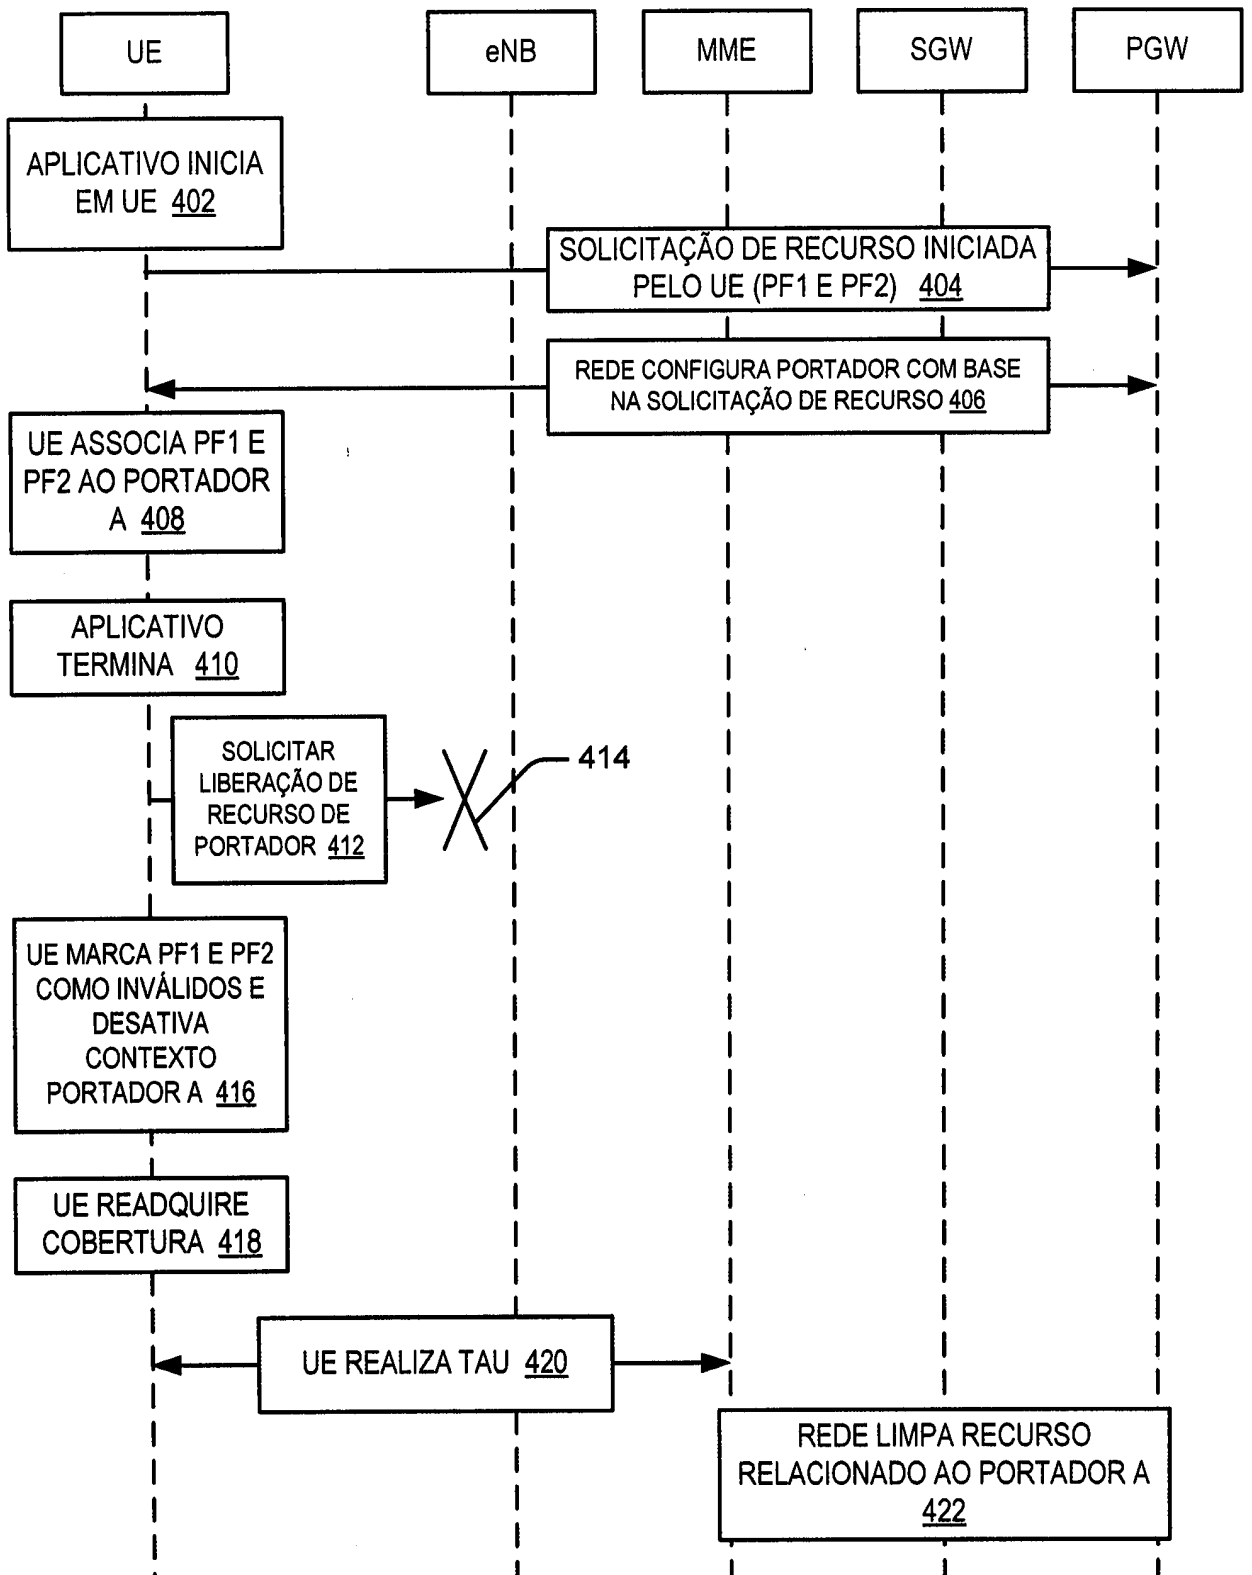 UE
eNB
MME
SGW
PGW
APLICATIVO INICIA
EM UE 402
SOLICITAÇÃO DE RECURSO INICIADA
PELO UE (PF1 E PF2) 404
REDE CONFIGURA PORTADOR COM BASE
NA SOLICITAÇÃO DE RECURSO 406
UE ASSOCIA PF1 E
PF2 AO PORTADOR
A 408
APLICATIVO
TERMINA 410
SOLICITAR
LIBERAÇÃO DE
RECURSO DE
PORTADOR 412
414
UE MARCA PF1 E PF2
COMO INVÁLIDOS E
DESATIVA
CONTEXTO
PORTADOR A 416
UE READQUIRE
COBERTURA 418
UE REALIZA TAU 420
REDE LIMPA RECURSO
RELACIONADO AO PORTADOR A
422